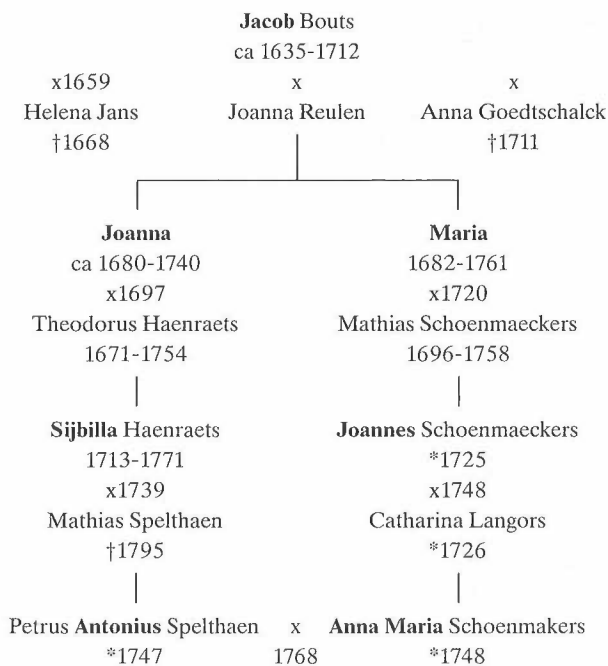 Jacob Bouts
ca 1635-1712
x1659 x x
Helena Jans Joanna Reulen Anna Goedtschalck
†1668 †1711
Joanna Maria
ca 1680-1740 1682-1761
x1697 x1720
Theodorus Haenraets Mathias Schoenmaeckers
1671-1754 1696-1758
Sijbilla Haenraets Joannes Schoenmaeckers
1713-1771 *1725
x1739 x1748
Mathias Spelthaen Catharina Langors
†1795 *1726
Petrus Antonius Spelthaen x Anna Maria Schoenmakers
*1747 1768 *1748